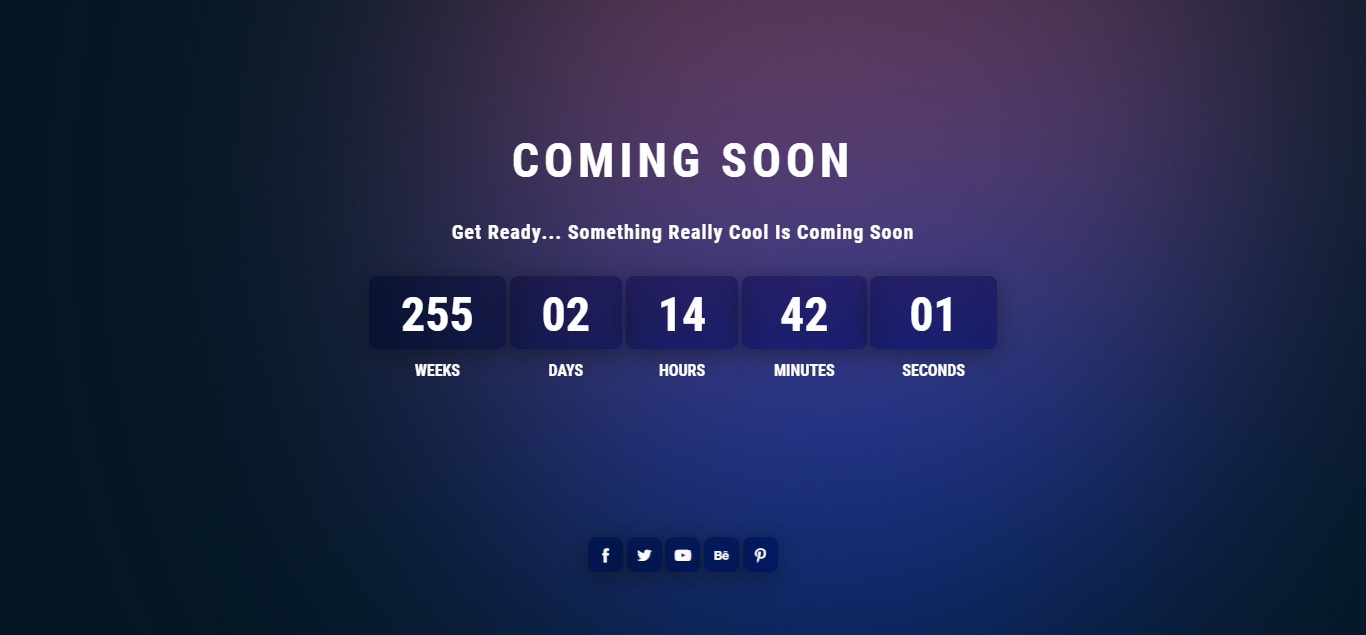 COMING SOON
Get Ready... Something Really Cool Is Coming Soon
255 02 14 42 01
WEEKS DAYS HOURS MINUTES SECONDS
Bē